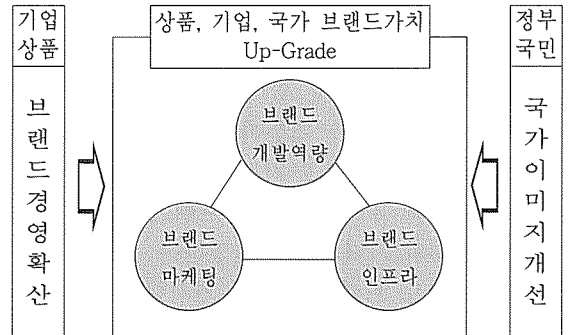 기업
상품
브
랜
드
경
영
확
산
상품, 기업, 국가 브랜드가치
Up-Grade
브랜드
개발역량
브랜드
마케팅
브랜드
인프라
정부
국민
국
가
이
미
지
개
선